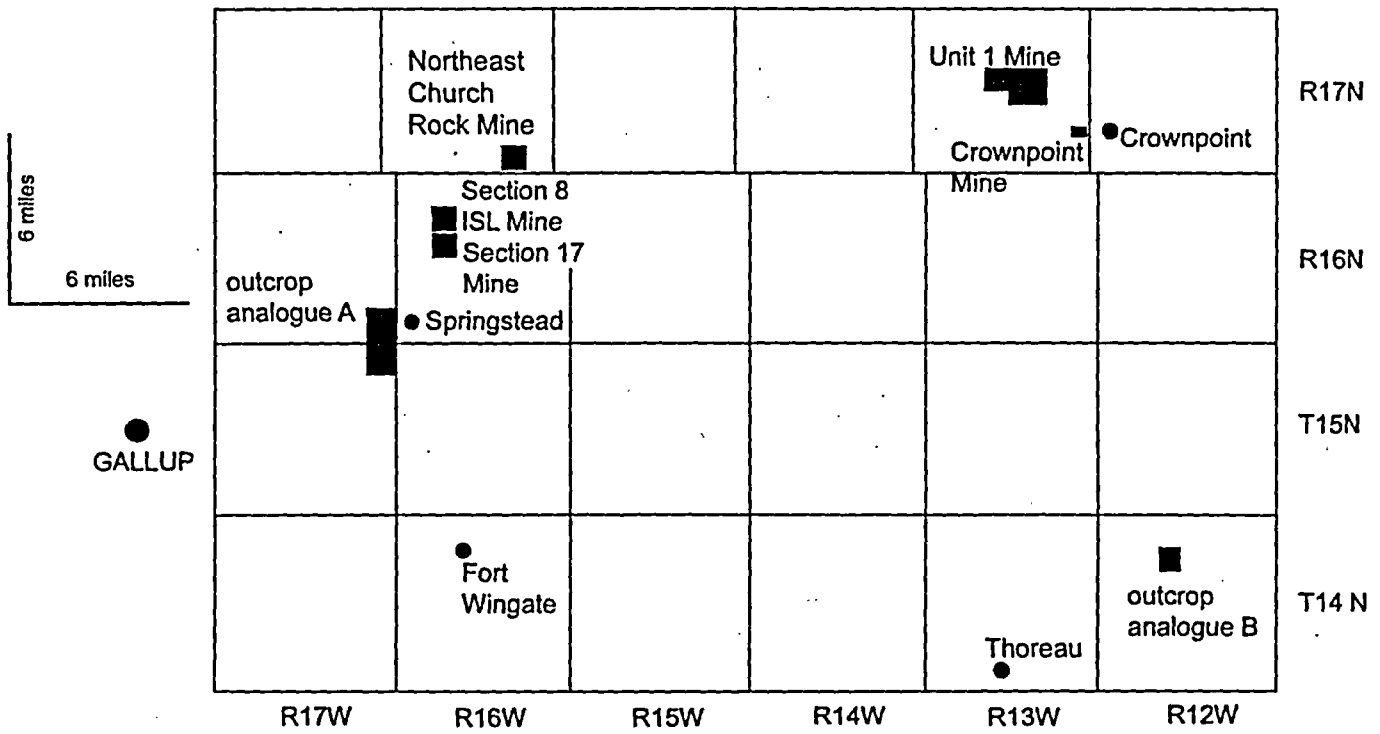 Northeast
Church
Rock Mine
Unit 1 Mine
R17N
Crownpoint
Crownpoint
Mine
6 miles
6 miles
Section 8
ISL Mine
Section 17
Mine
R16N
outcrop
analogue A
Springstead
GALLUP
T15N
Fort
Wingate
outcrop
analogue B
T14 N
Thoreau
R17W
R16W
R15W
R14W
R13W
R12W